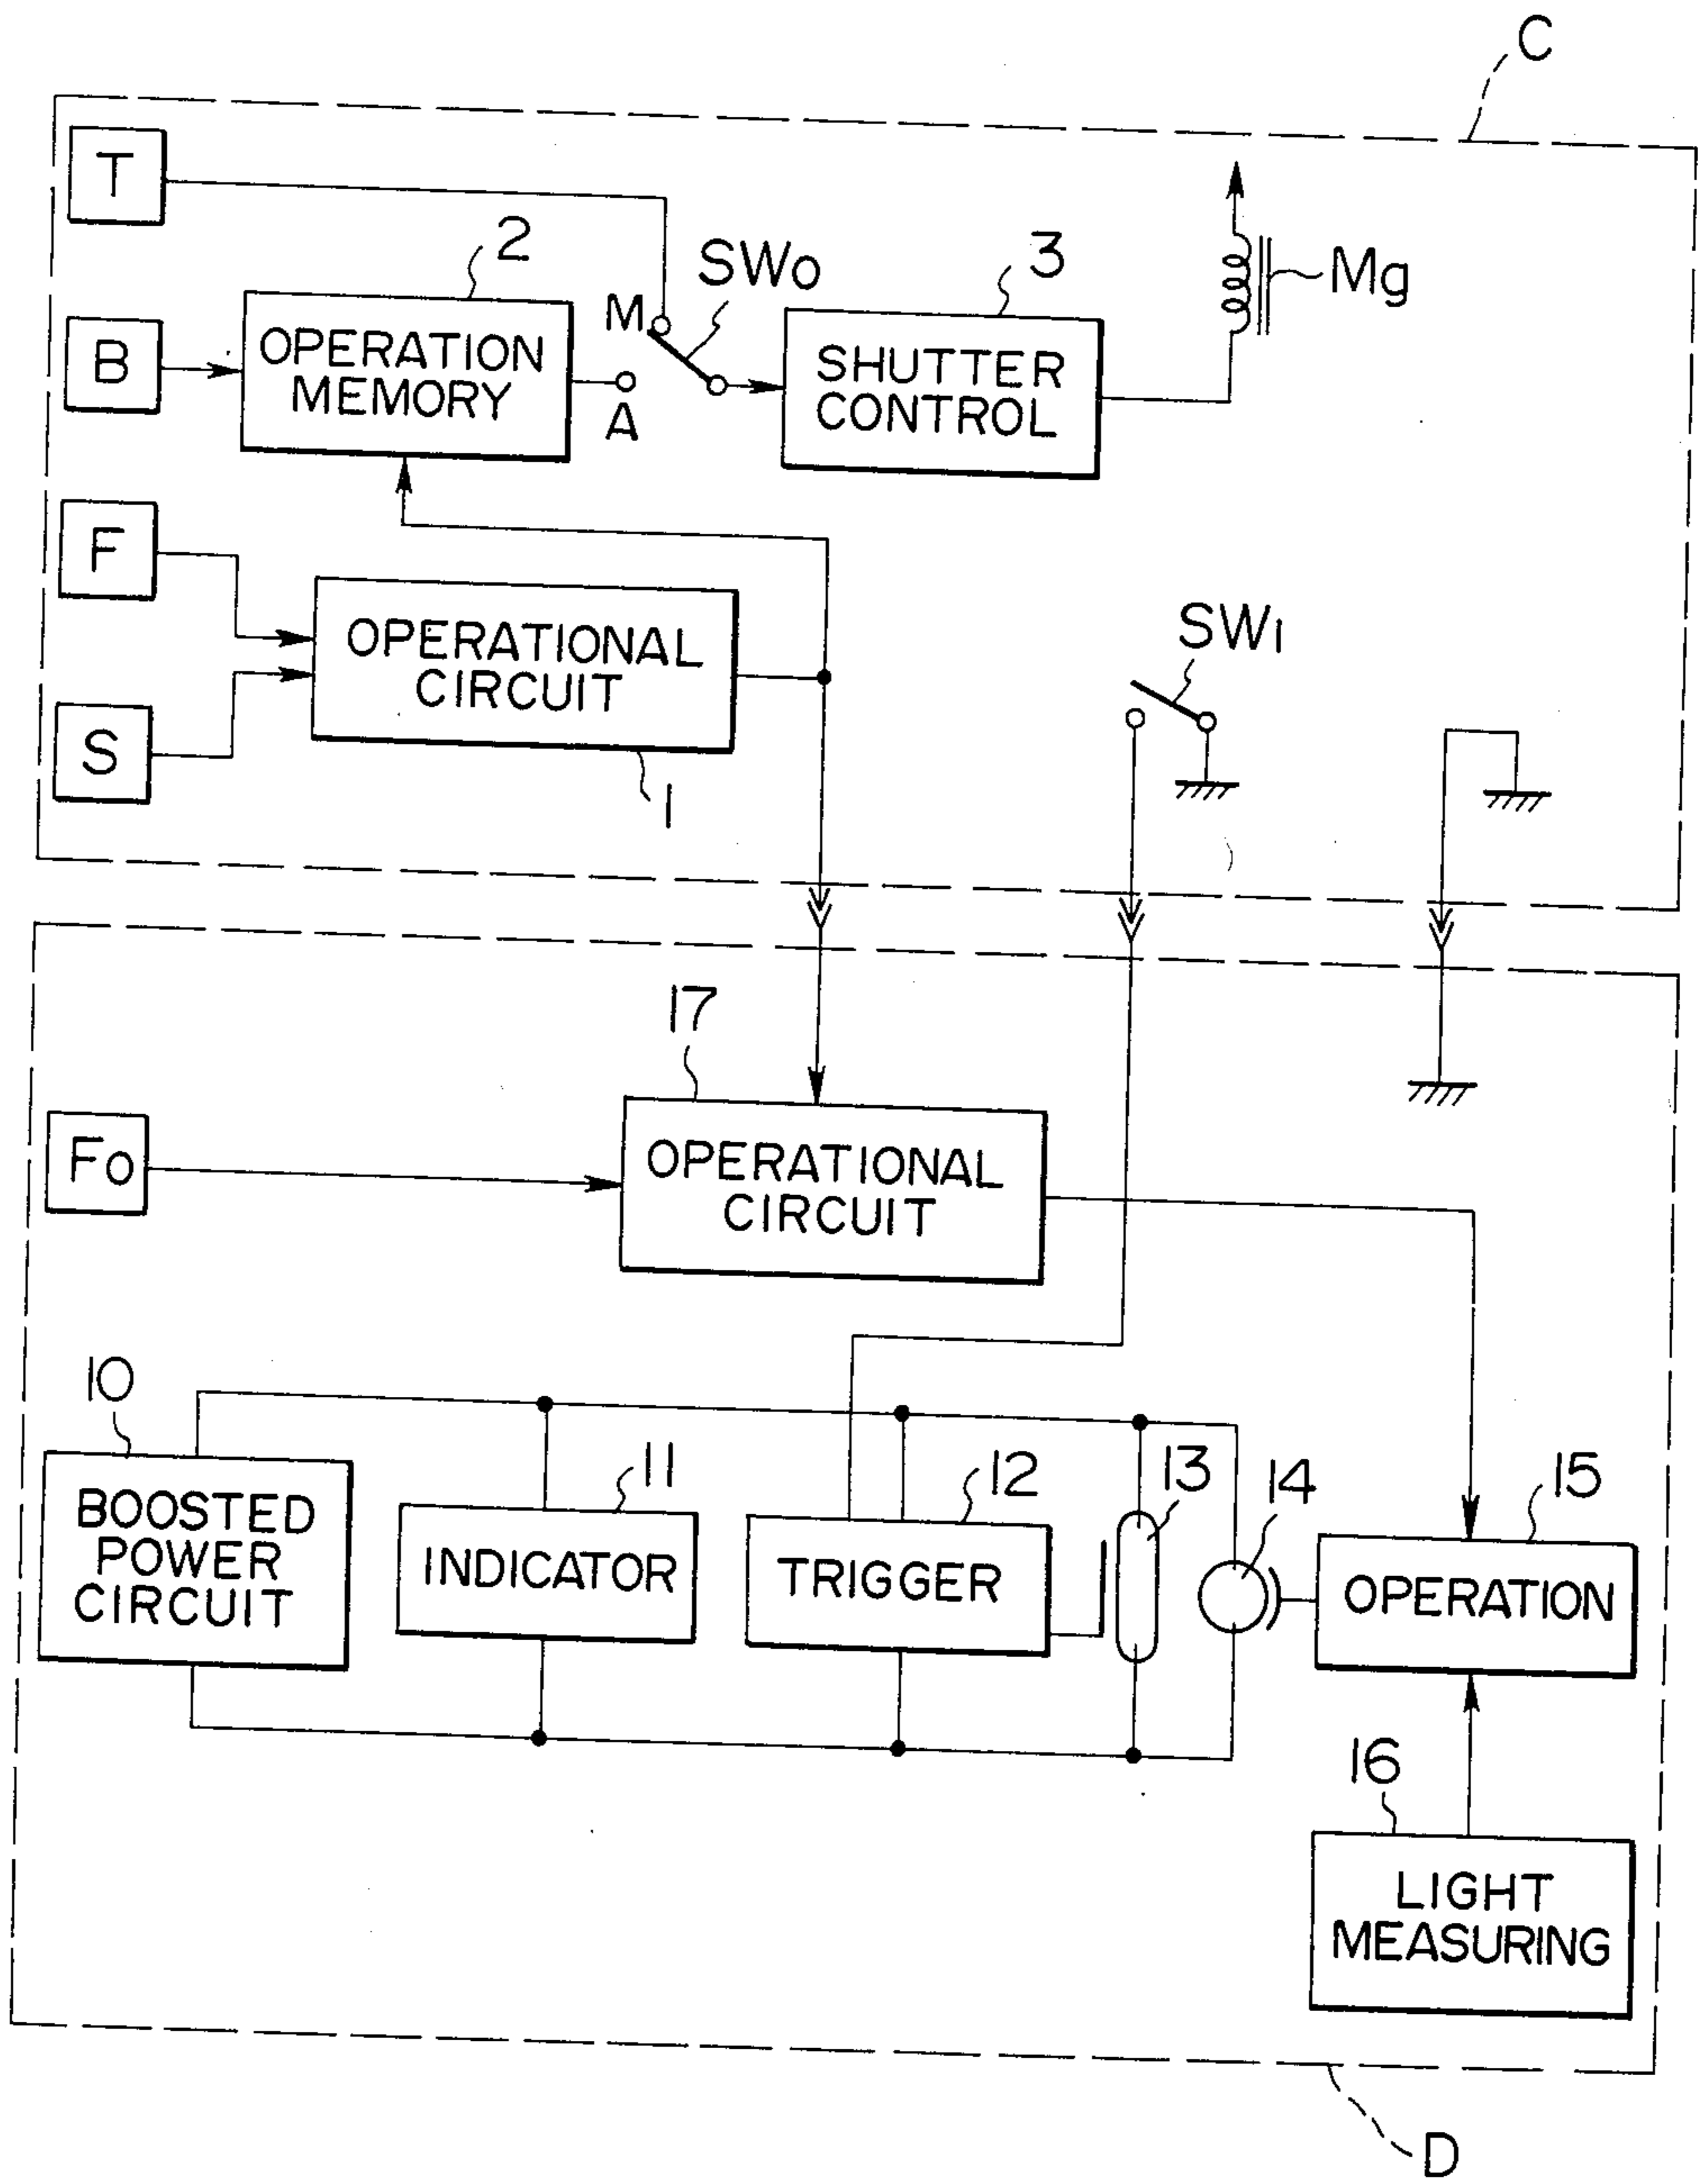 C
T
2
SWo
3
Mg
M
B
OPERATION
MEMORY
A
SHUTTER
CONTROL
F
OPERATIONAL
CIRCUIT
SW1
S
1
17
Fo
OPERATIONAL
CIRCUIT
10
11
12
13
14
15
BOOSTED
POWER
CIRCUIT
INDICATOR
TRIGGER
OPERATION
16
LIGHT
MEASURING
D